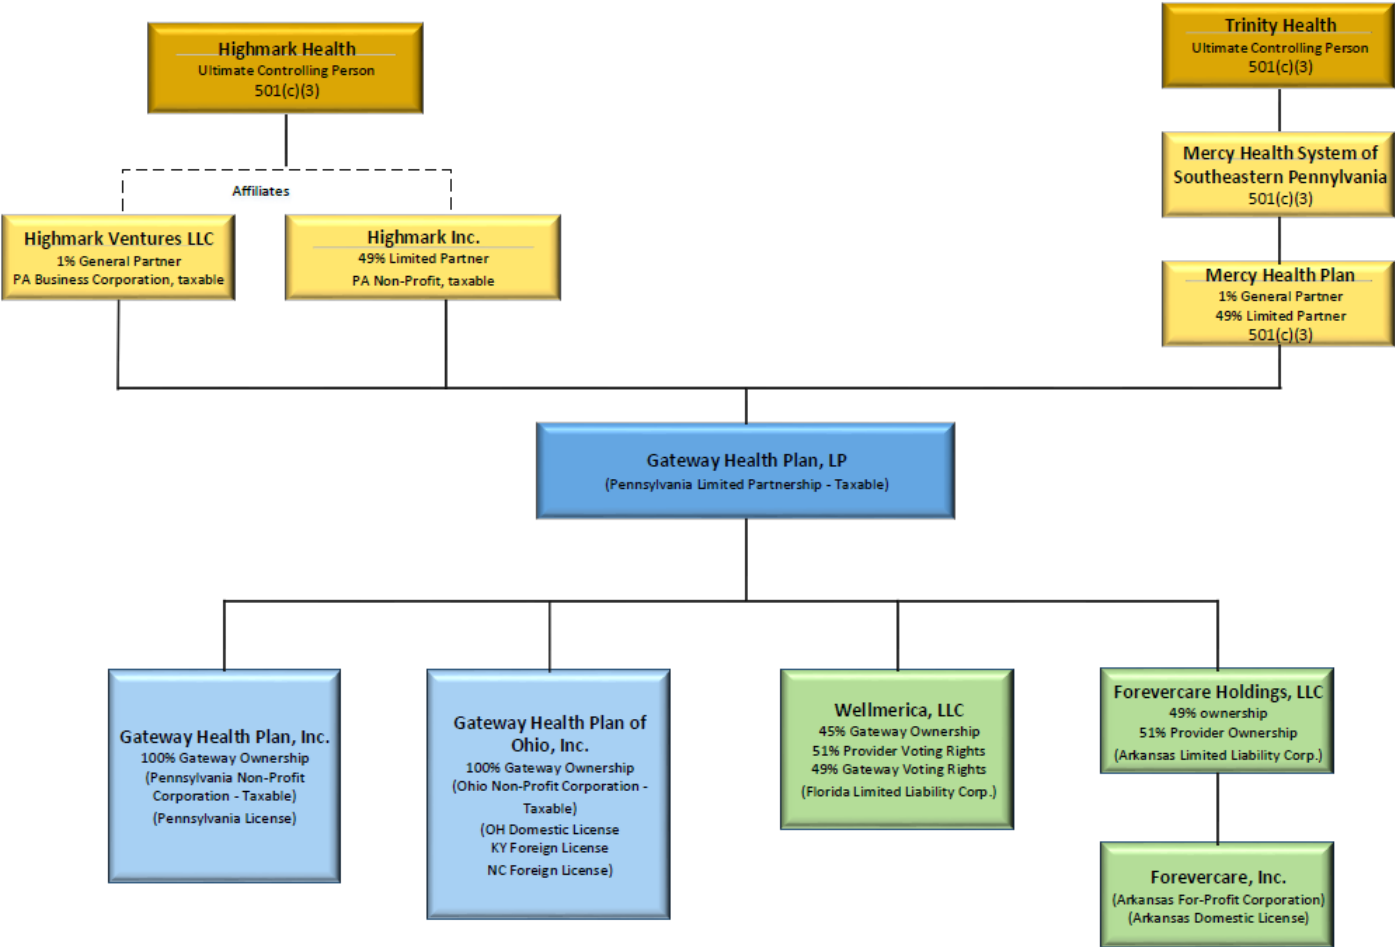 Highmark Health
Ultimate Controlling Person
501(c)(3)
Trinity Health
Ultimate Controlling Person
501(c)(3)
Affiliates
Mercy Health System of
Southeastern Pennylvania
501(c)(3)
Highmark Ventures LLC
1% General Partner
PA Business Corporation, taxable
Highmark Inc.
49% Limited Partner
PA Non-Profit, taxable
Mercy Health Plan
1% General Partner
49% Limited Partner
501(c)(3)
Gateway Health Plan, LP
(Pennsylvania Limited Partnership - Taxable)
Gateway Health Plan, Inc.
100% Gateway Ownership
(Pennsylvania Non-Profit
Corporation - Taxable)
(Pennsylvania License)
Gateway Health Plan of
Ohio, Inc.
100% Gateway Ownership
(Ohio Non-Profit Corporation -
Taxable)
(OH Domestic License
KY Foreign License
NC Foreign License)
Wellmerica, LLC
45% Gateway Ownership
51% Provider Voting Rights
49% Gateway Voting Rights
(Florida Limited Liability Corp.)
Forevercare Holdings, LLC
49% ownership
51% Provider Ownership
(Arkansas Limited Liability Corp.)
Forevercare, Inc.
(Arkansas For-Profit Corporation)
(Arkansas Domestic License)